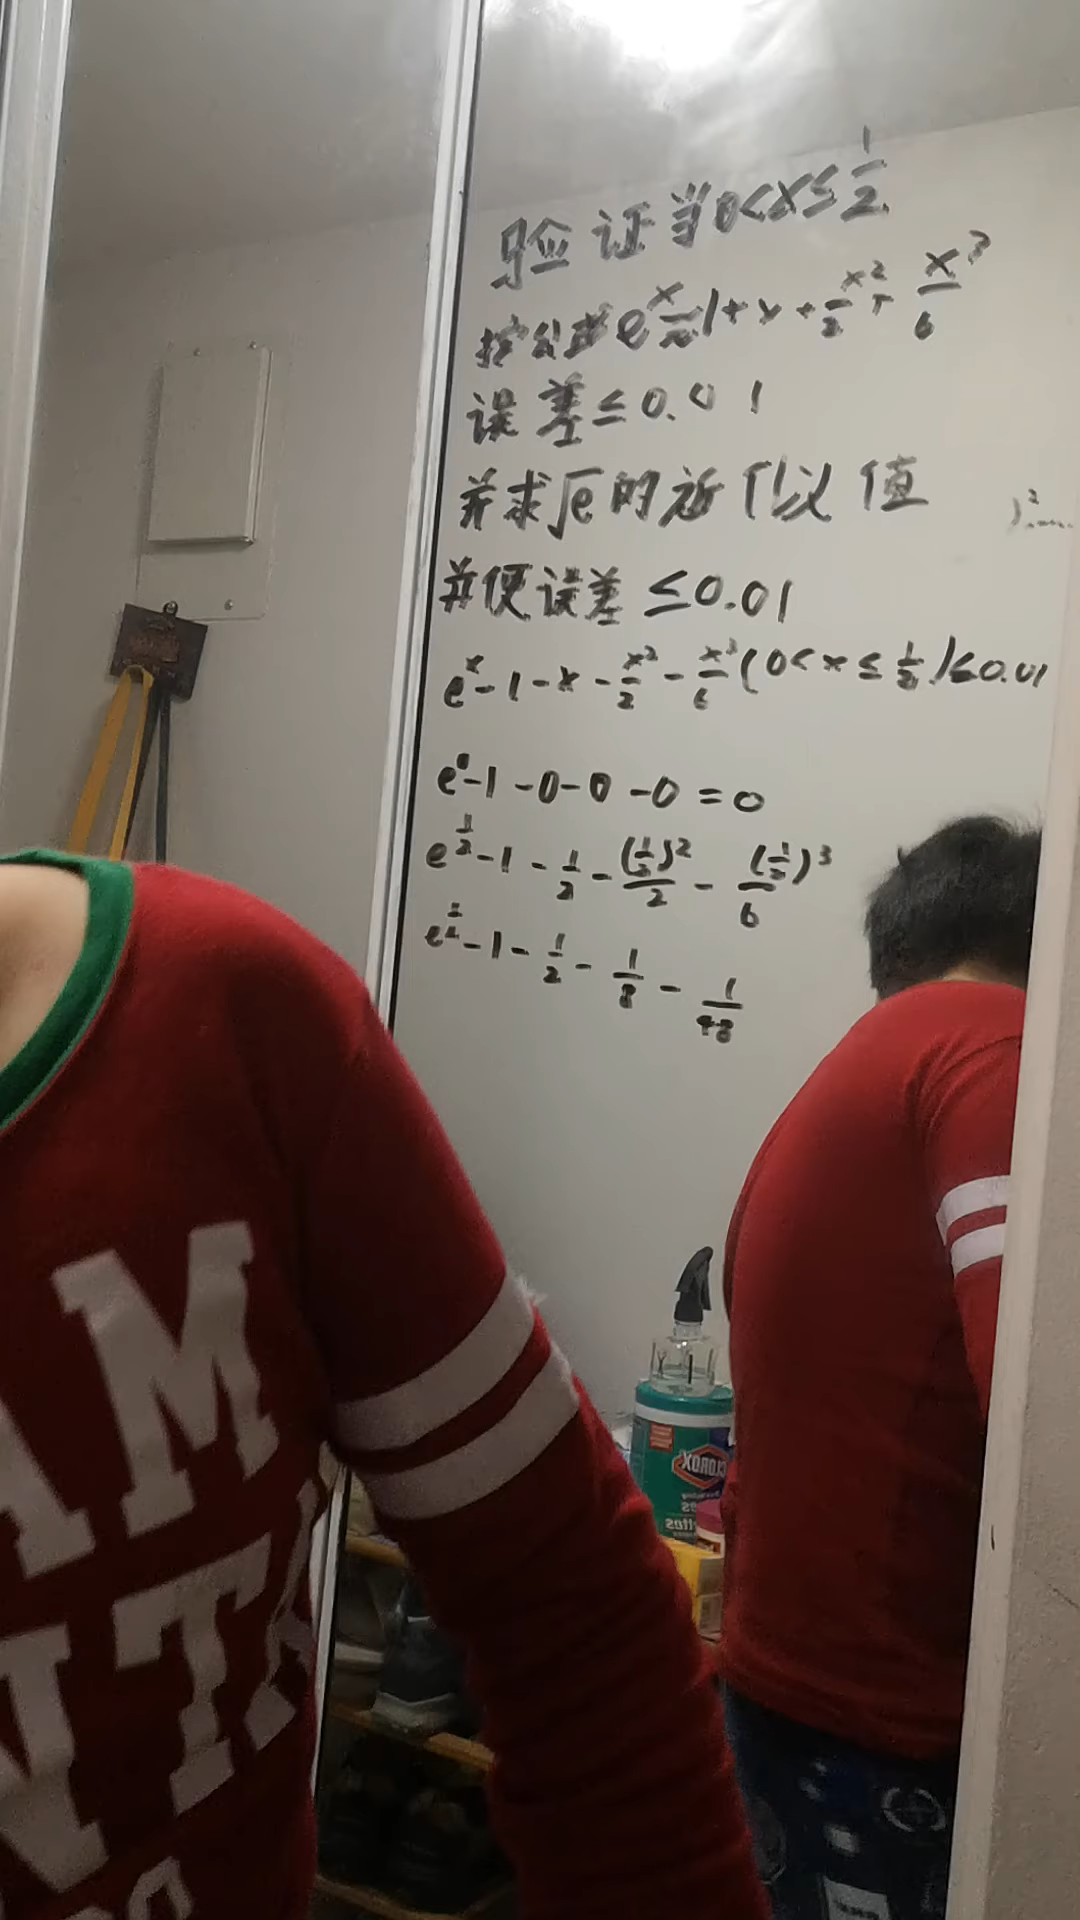 验证当0<x≤1/2
按公式e^x≈1+x+x²/2+x³/6
误差≤0.01
并求√e的近似值
并使误差≤0.01
e^x-1-x-x²/2-x³/6(0<x≤1/2)≤0.01
e^0-1-0-0-0=0
e^(1/2)-1-1/2-(1/2)²/2-(1/2)³/6
e^(1/2)-1-1/2-1/8-1/48
AM
CLOROX